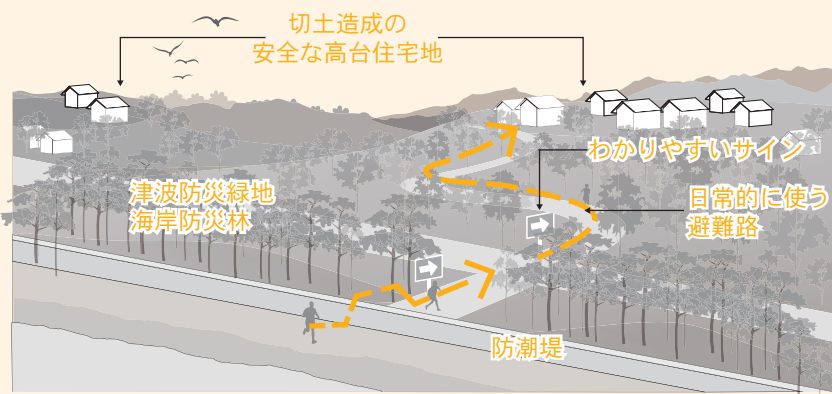 切土造成の
安全な高台住宅地
わかりやすいサイン
津波防災緑地
海岸防災林
日常的に使う
避難路
防潮堤